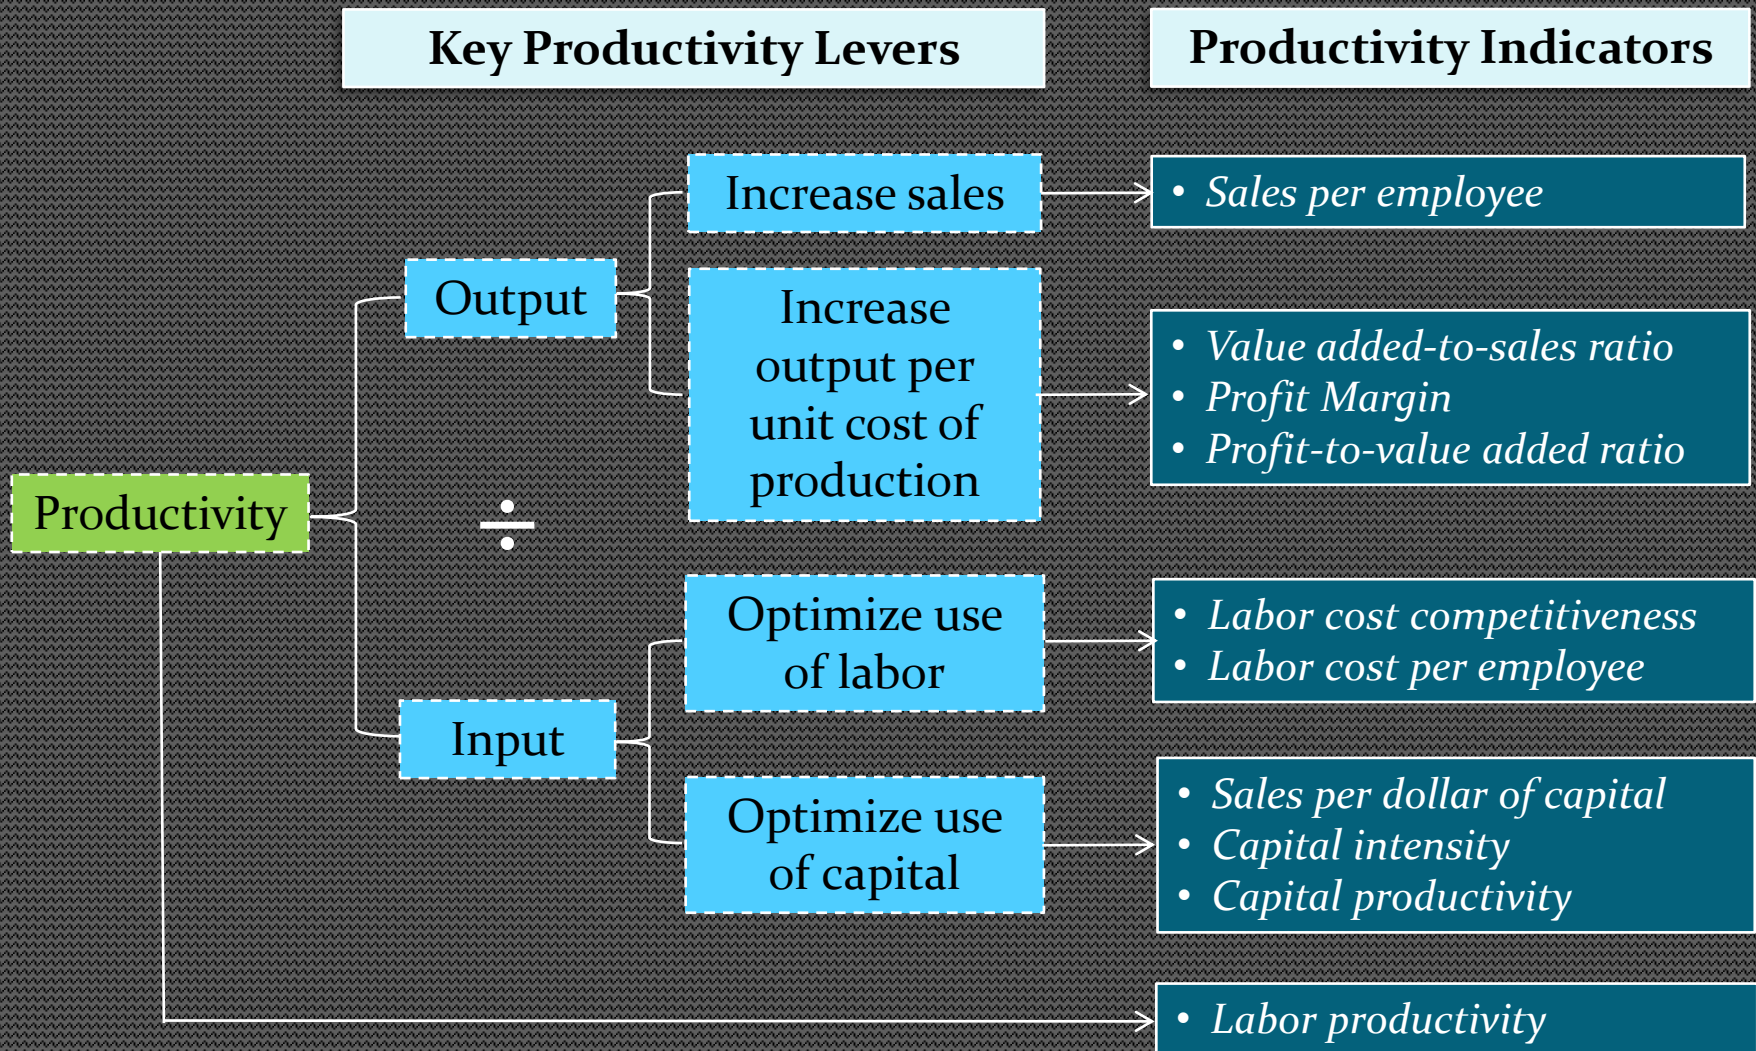 Key Productivity Levers
Productivity Indicators
Increase sales
• Sales per employee
Output
Increase
output per
unit cost of
production
• Value added-to-sales ratio
• Profit Margin
• Profit-to-value added ratio
Productivity
÷
Optimize use
of labor
• Labor cost competitiveness
• Labor cost per employee
Input
Optimize use
of capital
• Sales per dollar of capital
• Capital intensity
• Capital productivity
• Labor productivity